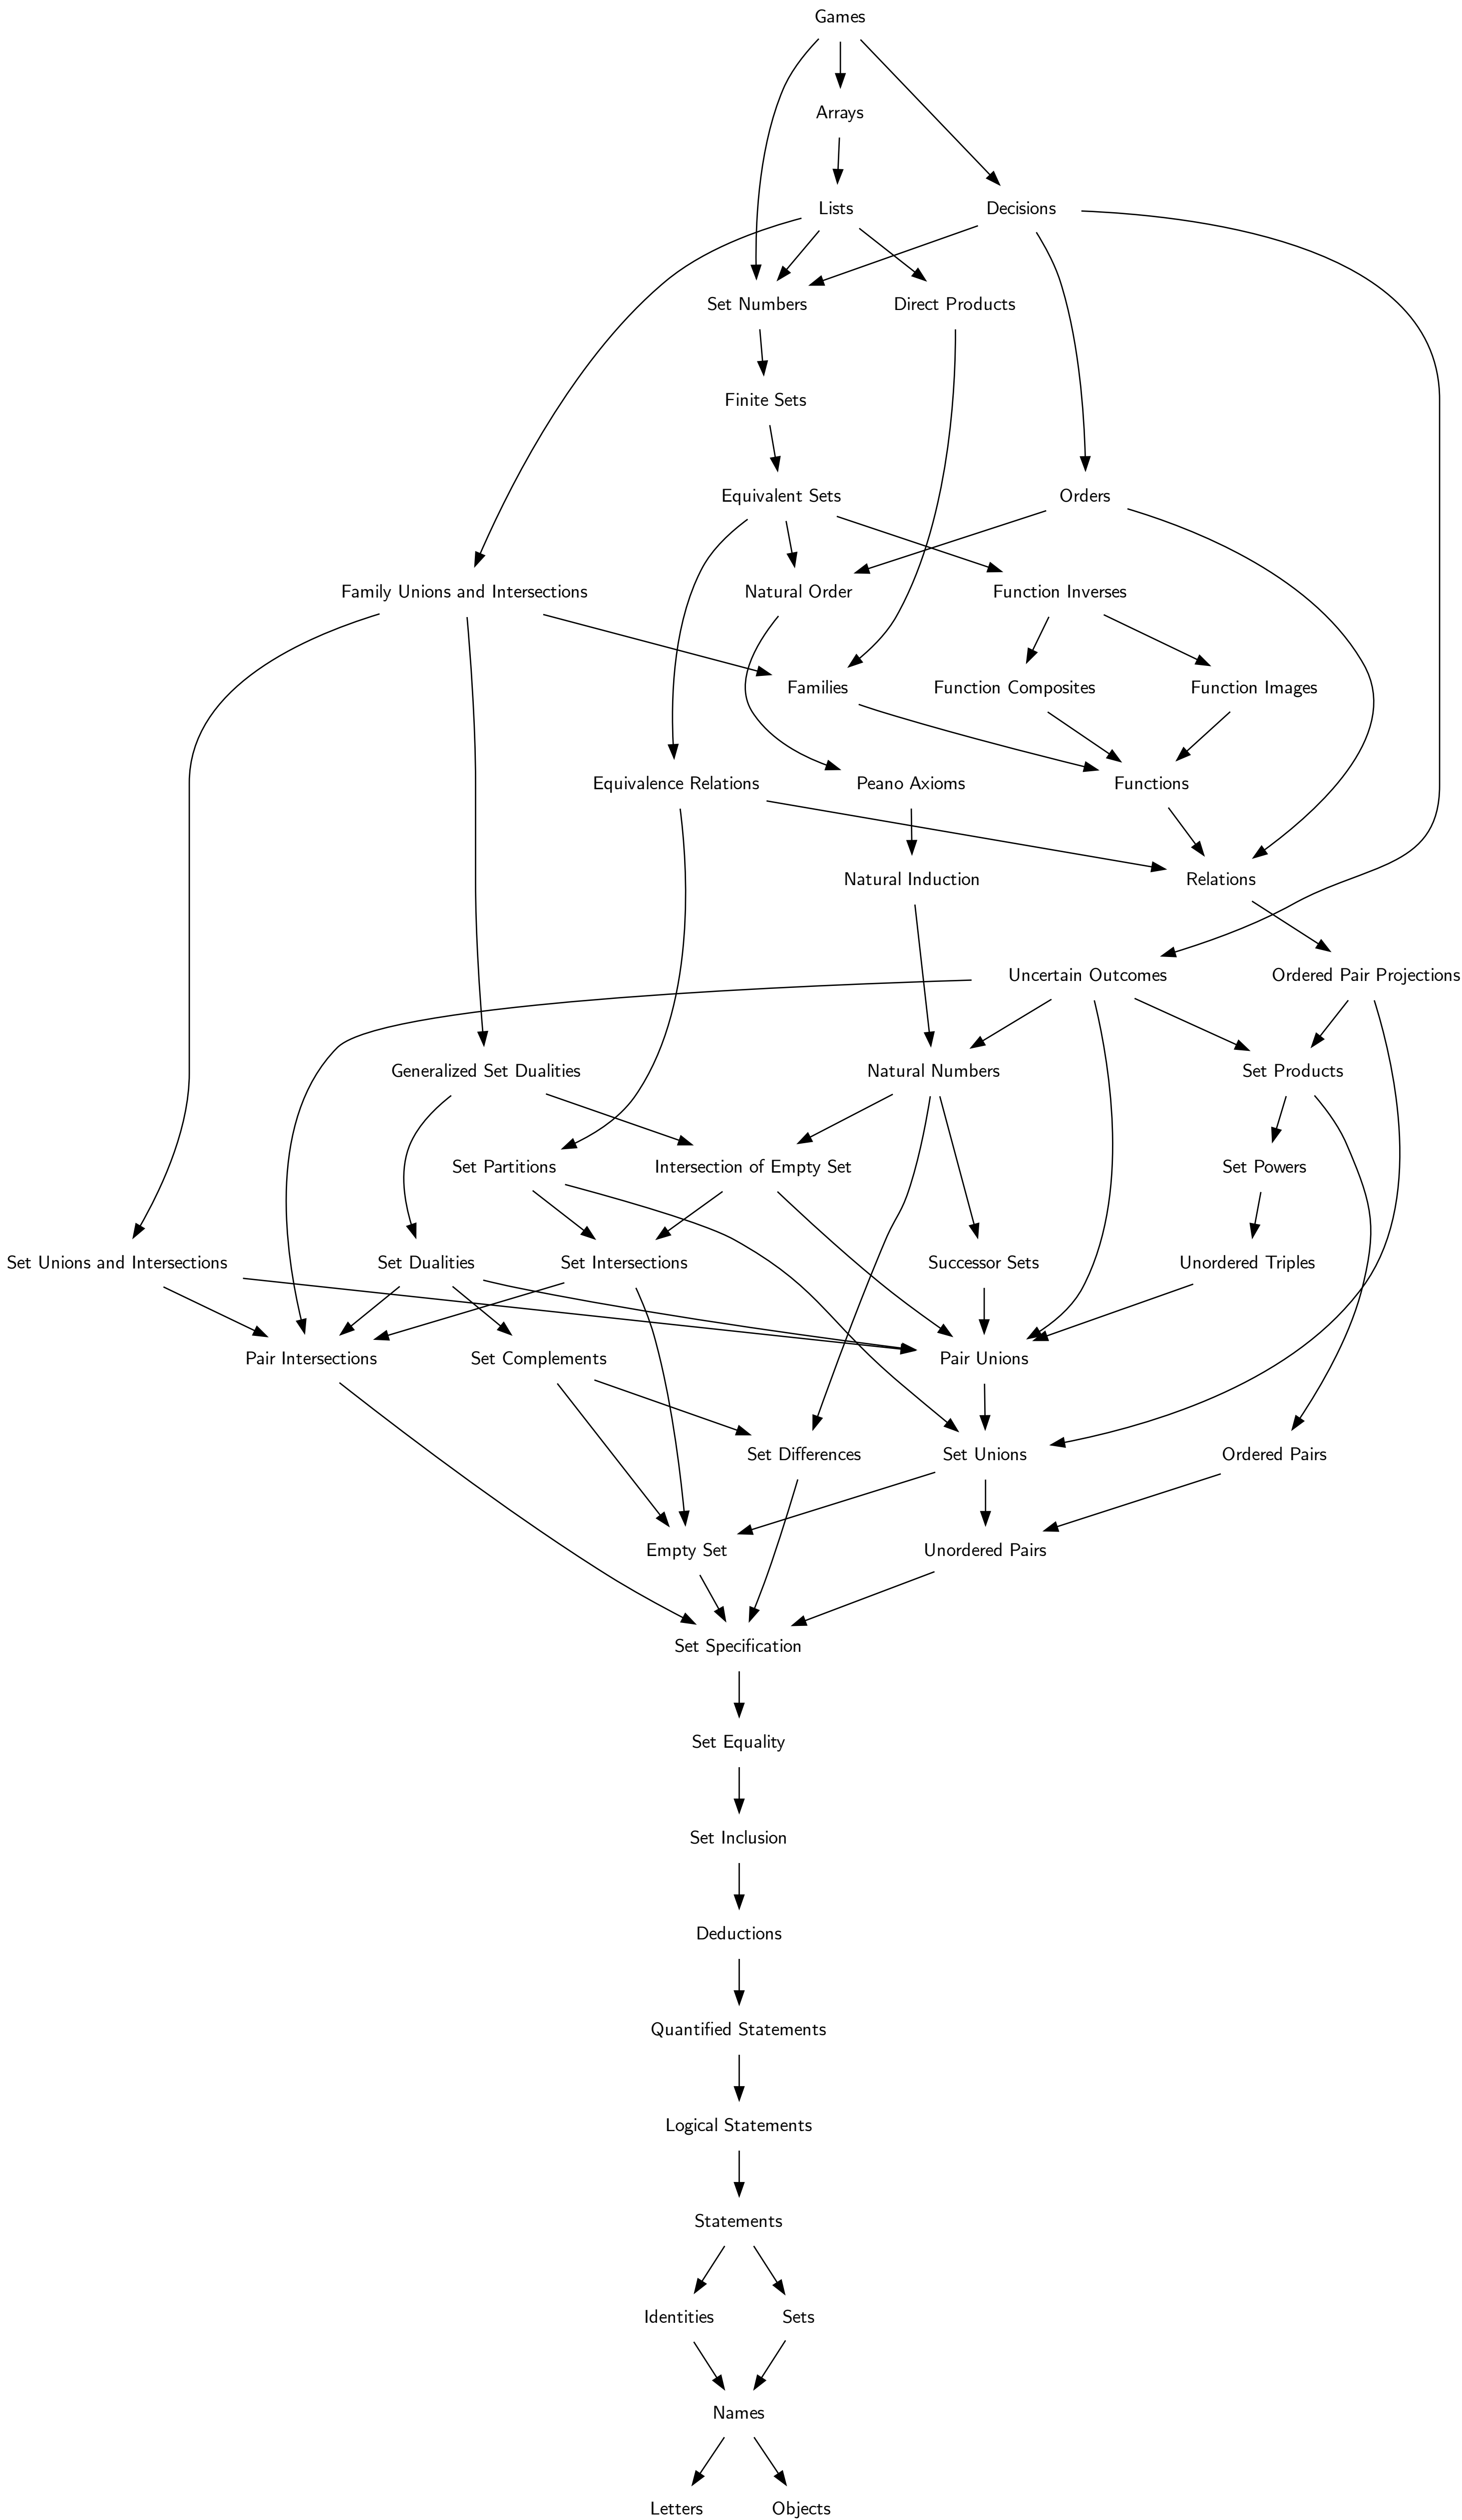 Games
Arrays
Lists
Decisions
Set Numbers
Direct Products
Finite Sets
Equivalent Sets
Orders
Family Unions and Intersections
Natural Order
Function Inverses
Families
Function Composites
Function Images
Equivalence Relations
Peano Axioms
Functions
Natural Induction
Relations
Uncertain Outcomes
Ordered Pair Projections
Generalized Set Dualities
Natural Numbers
Set Products
Set Partitions
Intersection of Empty Set
Set Powers
Set Unions and Intersections
Set Dualities
Set Intersections
Successor Sets
Unordered Triples
Pair Intersections
Set Complements
Pair Unions
Set Differences
Set Unions
Ordered Pairs
Empty Set
Unordered Pairs
Set Specification
Set Equality
Set Inclusion
Deductions
Quantified Statements
Logical Statements
Statements
Identities
Sets
Names
Letters
Objects